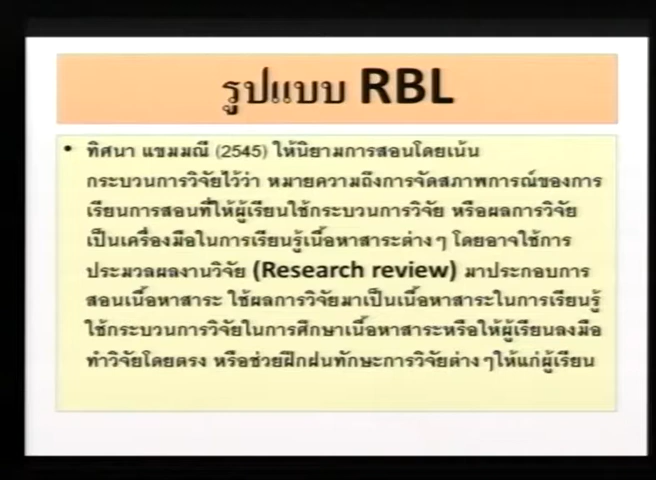 รูปแบบ RBL
• ทิศนา แขมมณี (2545) ให้นิยามการสอนโดยเน้น
กระบวนการวิจัยไว้ว่า หมายความถึงการจัดสภาพการณ์ของการ
เรียนการสอนที่ให้ผู้เรียนใช้กระบวนการวิจัย หรือผลการวิจัย
เป็นเครื่องมือในการเรียนรู้เนื้อหาสาระต่าง ๆ โดยอาจใช้การ
ประมวลผลงานวิจัย (Research review) มาประกอบการ
สอนเนื้อหาสาระ ใช้ผลการวิจัยมาเป็นเนื้อหาสาระในการเรียนรู้
ใช้กระบวนการวิจัยในการศึกษาเนื้อหาสาระหรือให้ผู้เรียนลงมือ
ทำวิจัยโดยตรง หรือช่วยฝึกฝนทักษะการวิจัยต่าง ๆให้แก่ผู้เรียน